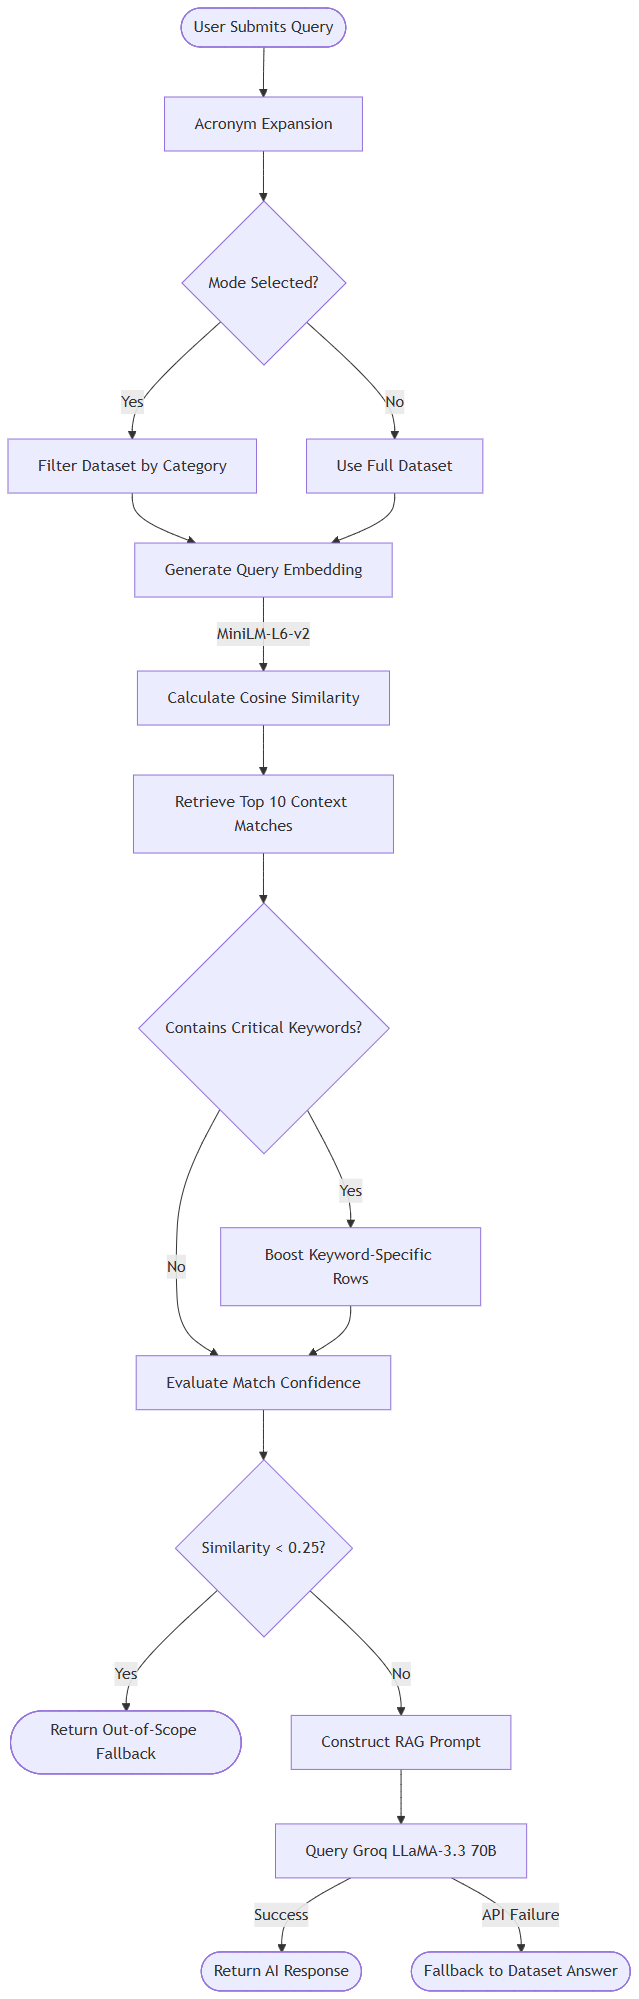 User Submits Query
Acronym Expansion
Mode Selected?
Yes
No
Filter Dataset by Category
Use Full Dataset
Generate Query Embedding
MiniLM-L6-v2
Calculate Cosine Similarity
Retrieve Top 10 Context
Matches
Contains Critical Keywords?
Yes
No
Boost Keyword-Specific
Rows
Evaluate Match Confidence
Similarity < 0.25?
Yes
No
Return Out-of-Scope
Fallback
Construct RAG Prompt
Query Groq LLaMA-3.3 70B
Success
API Failure
Return AI Response
Fallback to Dataset Answer